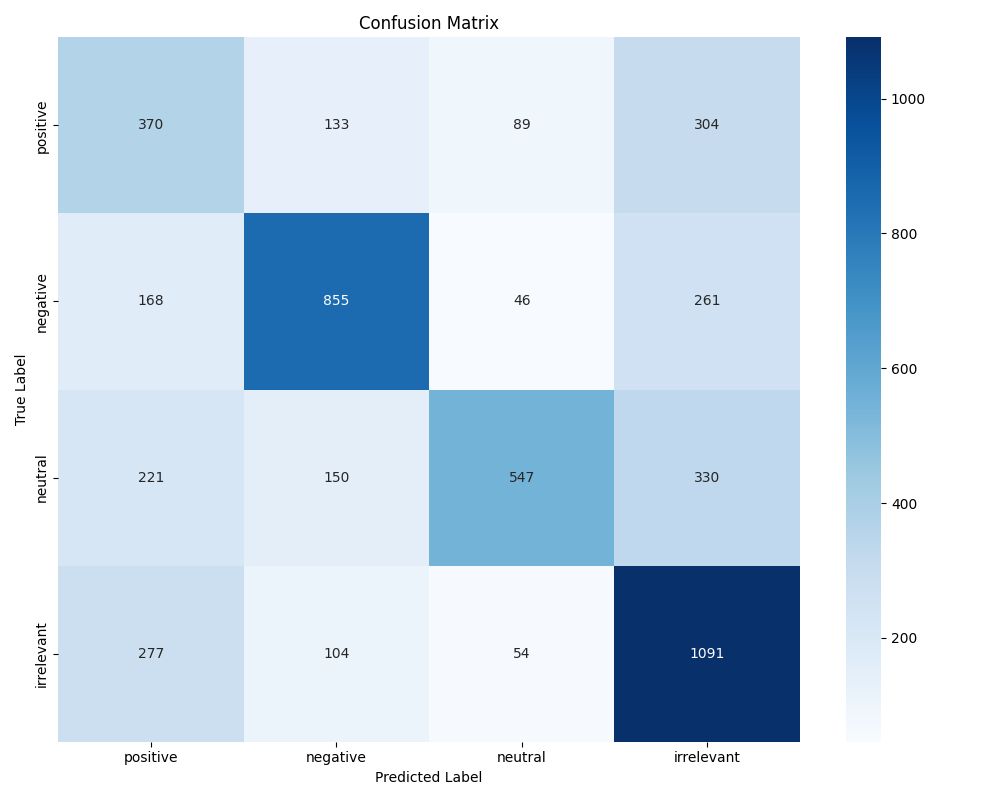 Confusion Matrix
positive 370 133 89 304
negative 168 855 46 261
neutral 221 150 547 330
irrelevant 277 104 54 1091
positive negative neutral irrelevant
Predicted Label
True Label
1000
800
600
400
200